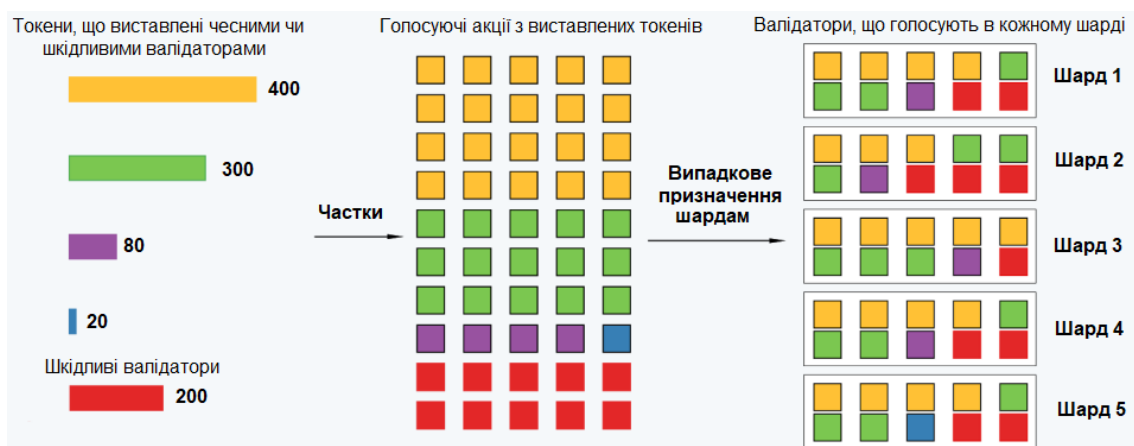 Токени, що виставлені чесними чи
шкідливими валідаторами
400
300
80
20
Шкідливі валідатори
200
Частки
Голосуючі акції з виставлених токенів
Випадкове
призначення
шардам
Валідатори, що голосують в кожному шарді
Шард 1
Шард 2
Шард 3
Шард 4
Шард 5